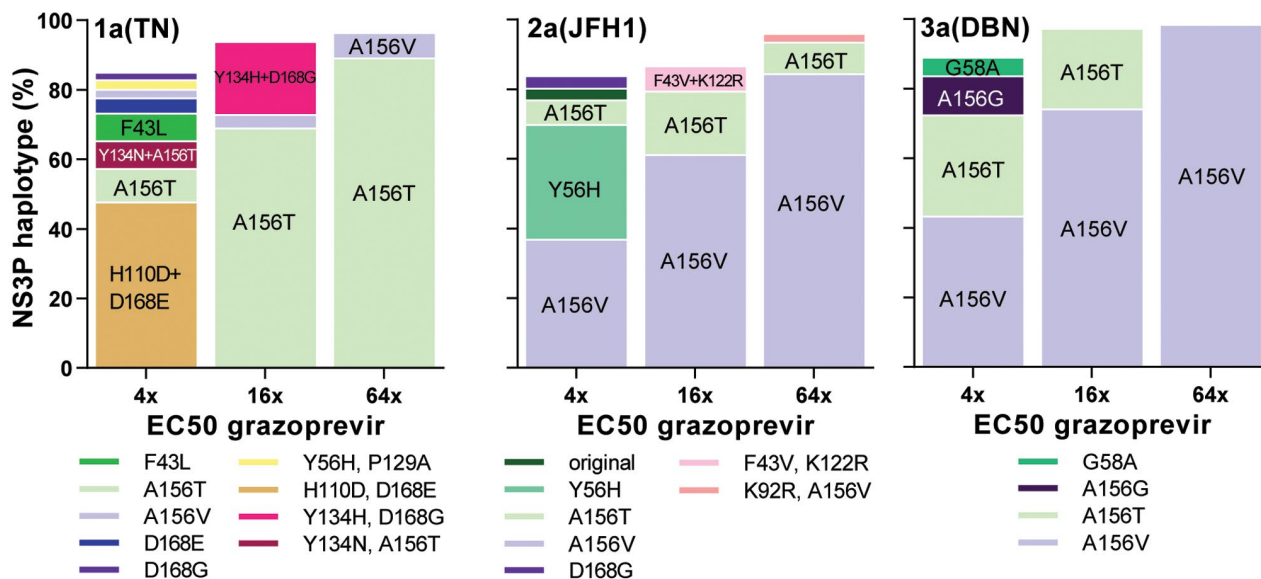 1a(TN)
2a(JFH1)
3a(DBN)
NS3P haplotype (%)
100
80
60
40
20
0
F43L
Y134N+A156T
A156T
H110D+
D168E
Y134H+D168G
A156T
A156V
A156T
A156T
Y56H
A156V
F43V+K122R
A156T
A156V
A156T
A156V
G58A
A156G
A156T
A156V
A156T
A156V
A156V
4x 16x 64x
4x 16x 64x
4x 16x 64x
EC50 grazoprevir
EC50 grazoprevir
EC50 grazoprevir
F43L
A156T
A156V
D168E
D168G
Y56H, P129A
H110D, D168E
Y134H, D168G
Y134N, A156T
original
Y56H
A156T
A156V
D168G
F43V, K122R
K92R, A156V
G58A
A156G
A156T
A156V